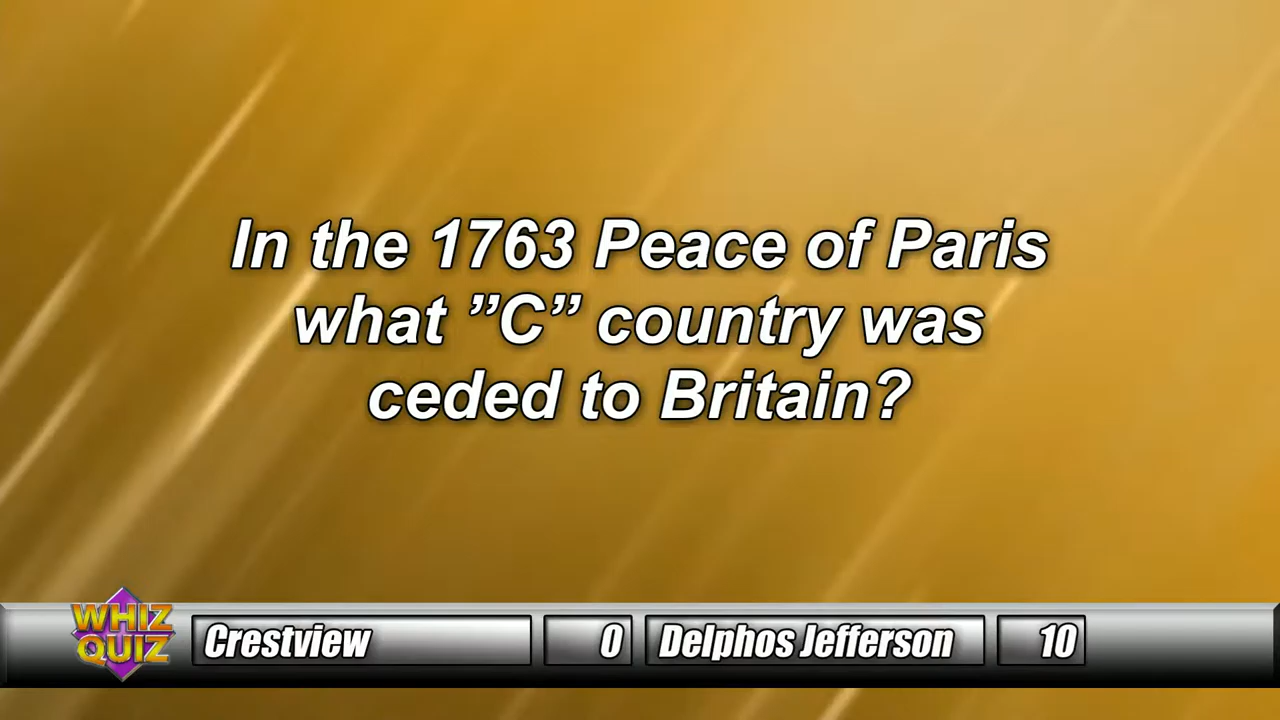 In the 1763 Peace of Paris
what ”C” country was
ceded to Britain?
WHIZ
QUIZ
Crestview 0 Delphos Jefferson 10